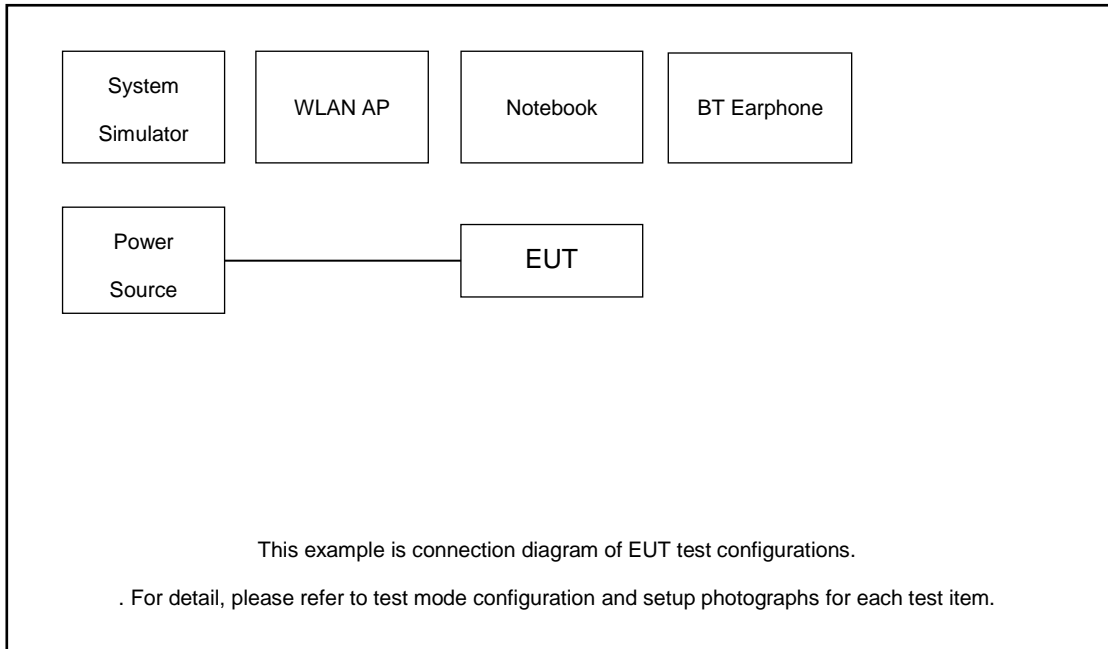 System
Simulator
WLAN AP
Notebook
BT Earphone
Power
Source
EUT
This example is connection diagram of EUT test configurations.
. For detail, please refer to test mode configuration and setup photographs for each test item.